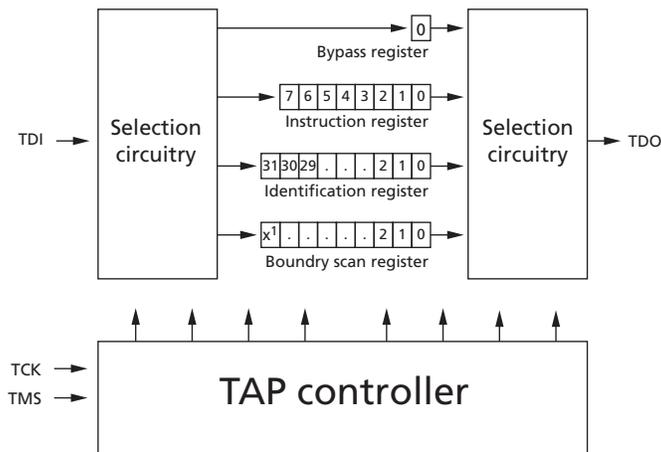 0
Bypass register
7 6 5 4 3 2 1 0
Instruction register
TDI
Selection circuitry
Selection circuitry
TDO
31 30 29 . . . 2 1 0
Identification register
x1 . . . . . 2 1 0
Boundry scan register
TCK
TMS
TAP controller